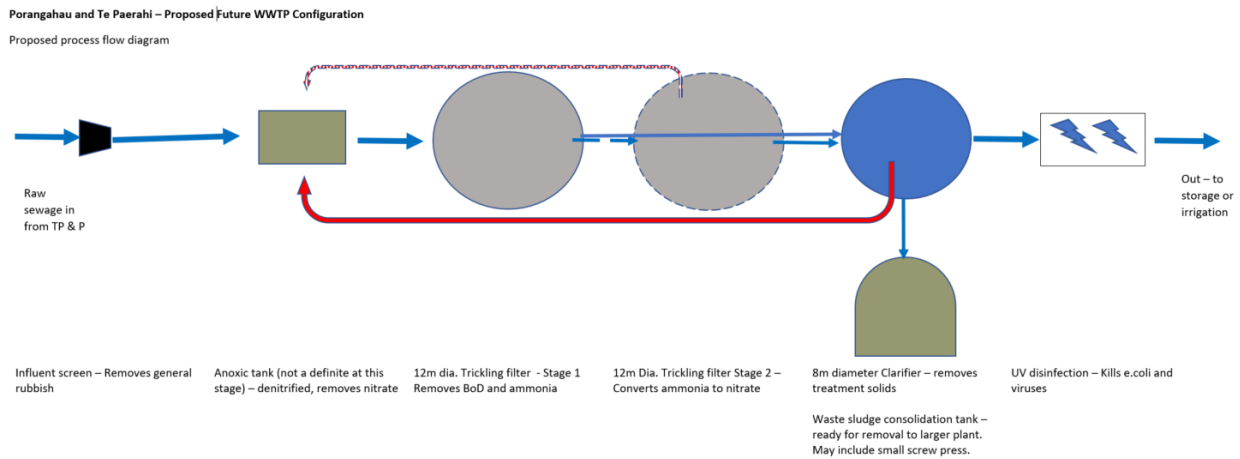 Porangahau and Te Paerahi – Proposed Future WWTP Configuration
Proposed process flow diagram
Raw
sewage in
from TP & P
Out – to
storage or
irrigation
Influent screen – Removes general
rubbish
Anoxic tank (not a definite at this
stage) – denitrified, removes nitrate
12m dia. Trickling filter - Stage 1
Removes BoD and ammonia
12m Dia. Trickling filter Stage 2 –
Converts ammonia to nitrate
8m diameter Clarifier – removes
treatment solids
Waste sludge consolidation tank –
ready for removal to larger plant.
May include small screw press.
UV disinfection – Kills e.coli and
viruses